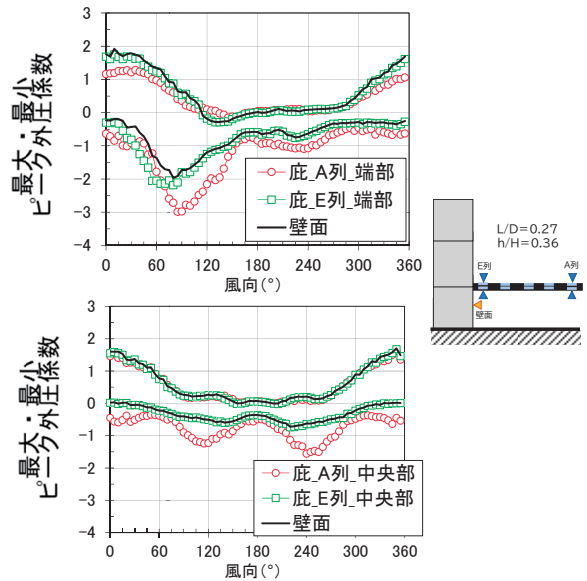 最大・最小
ピーク外圧係数
3
2
1
0
-1
-2
-3
-4
庇_A列_端部
庇_E列_端部
壁面
0 60 120 180 240 300 360
風向(°)
L/D=0.27
h/H=0.36
E列
A列
壁面
最大・最小
ピーク外圧係数
3
2
1
0
-1
-2
-3
-4
庇_A列_中央部
庇_E列_中央部
壁面
0 60 120 180 240 300 360
風向(°)